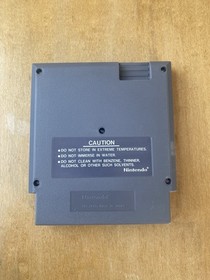 CAUTION
•DO NOT STORE IN EXTREME TEMPERATURES.
•DO NOT IMMERSE IN WATER.
•DO NOT CLEAN WITH BENZENE, THINNER,
ALCOHOL OR OTHER SUCH SOLVENTS.
Nintendo®